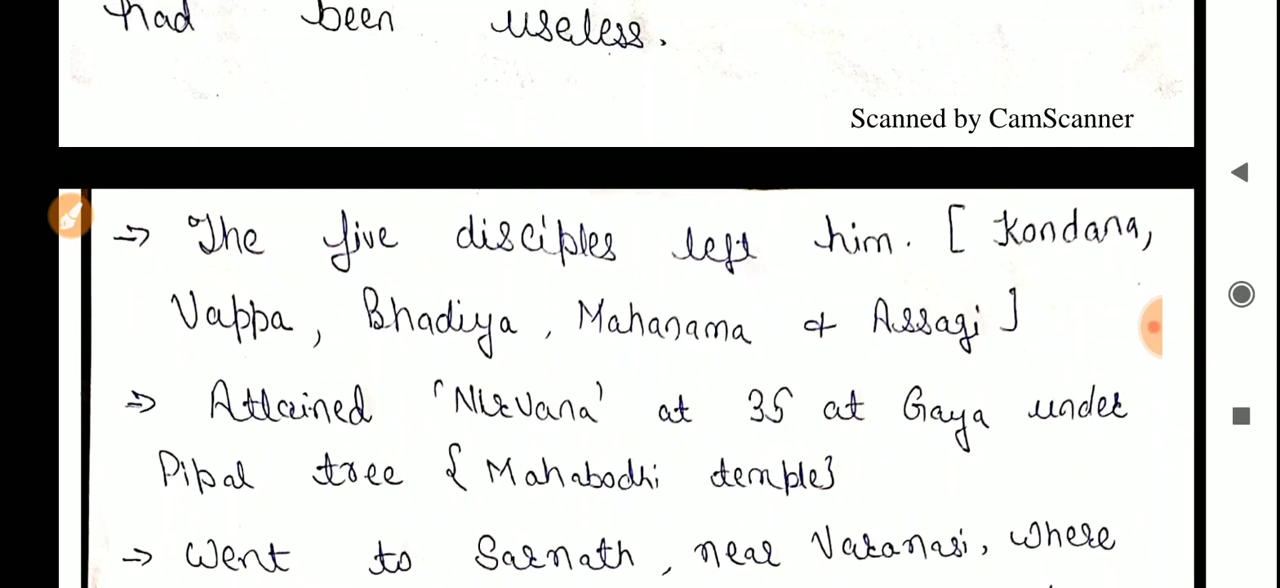 had been useless.
Scanned by CamScanner
⇒ The five disciples left him. [ Kondana,
Vappa, Bhadiya, Mahanama & Assagi ]
⇒ Attained 'Nirvana' at 35 at Gaya under
Pipal tree { Mahabodhi temple}
⇒ Went to Sarnath, near Varanasi, where